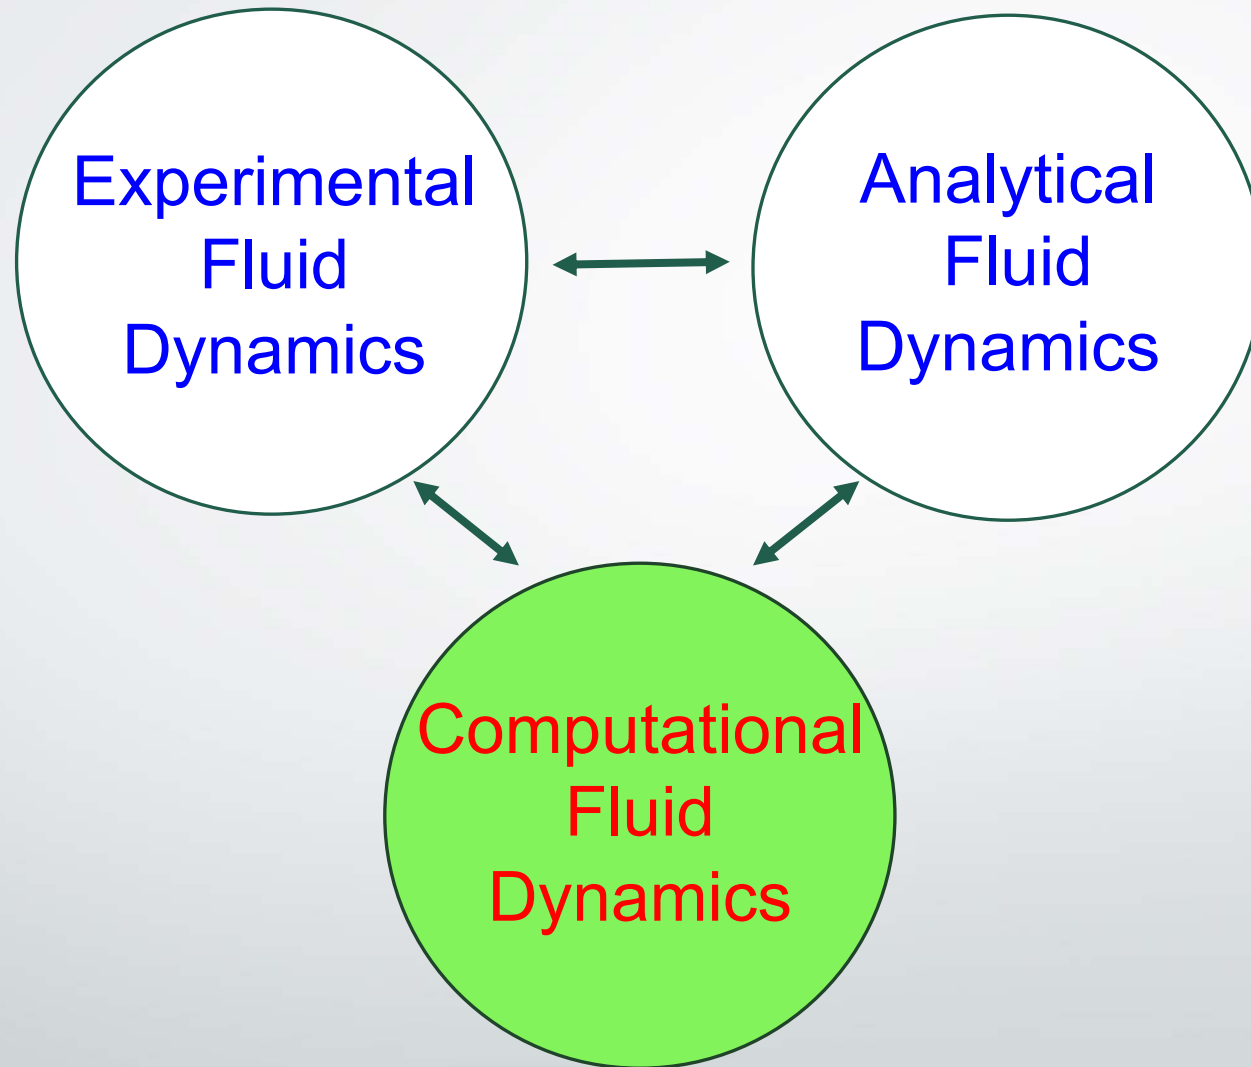 Experimental
Fluid
Dynamics
Analytical
Fluid
Dynamics
Computational
Fluid
Dynamics